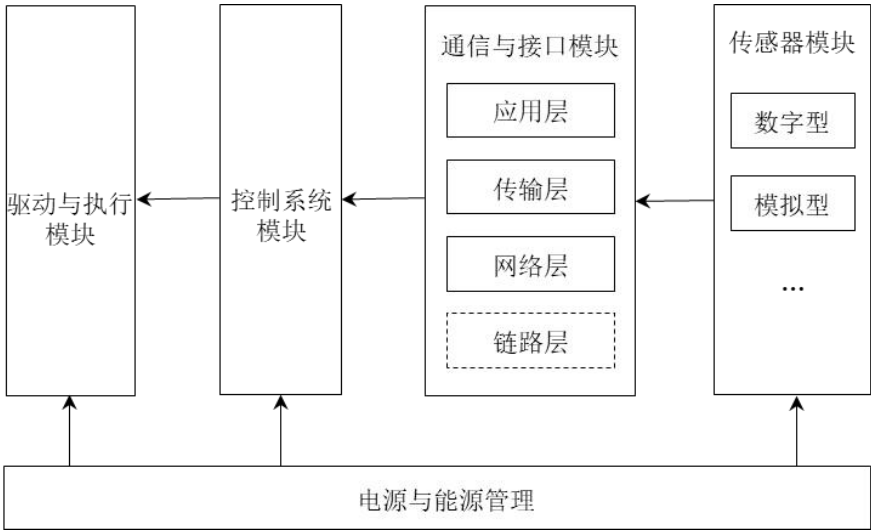 驱动与执行
模块
控制系统
模块
通信与接口模块
应用层
传输层
网络层
链路层
传感器模块
数字型
模拟型
...
电源与能源管理